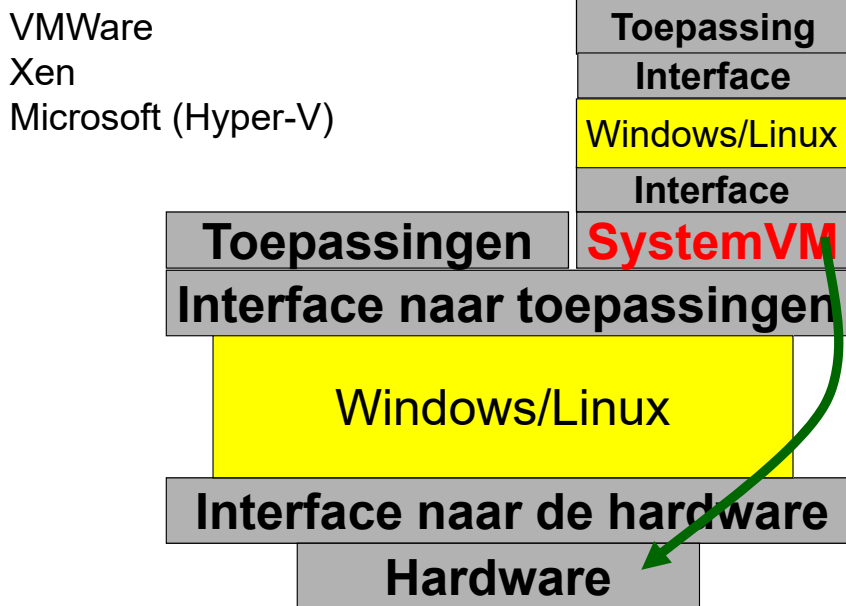 VMWare
Xen
Microsoft (Hyper-V)
Toepassing
Interface
Windows/Linux
Interface
Toepassingen
SystemVM
Interface naar toepassingen
Windows/Linux
Interface naar de hardware
Hardware